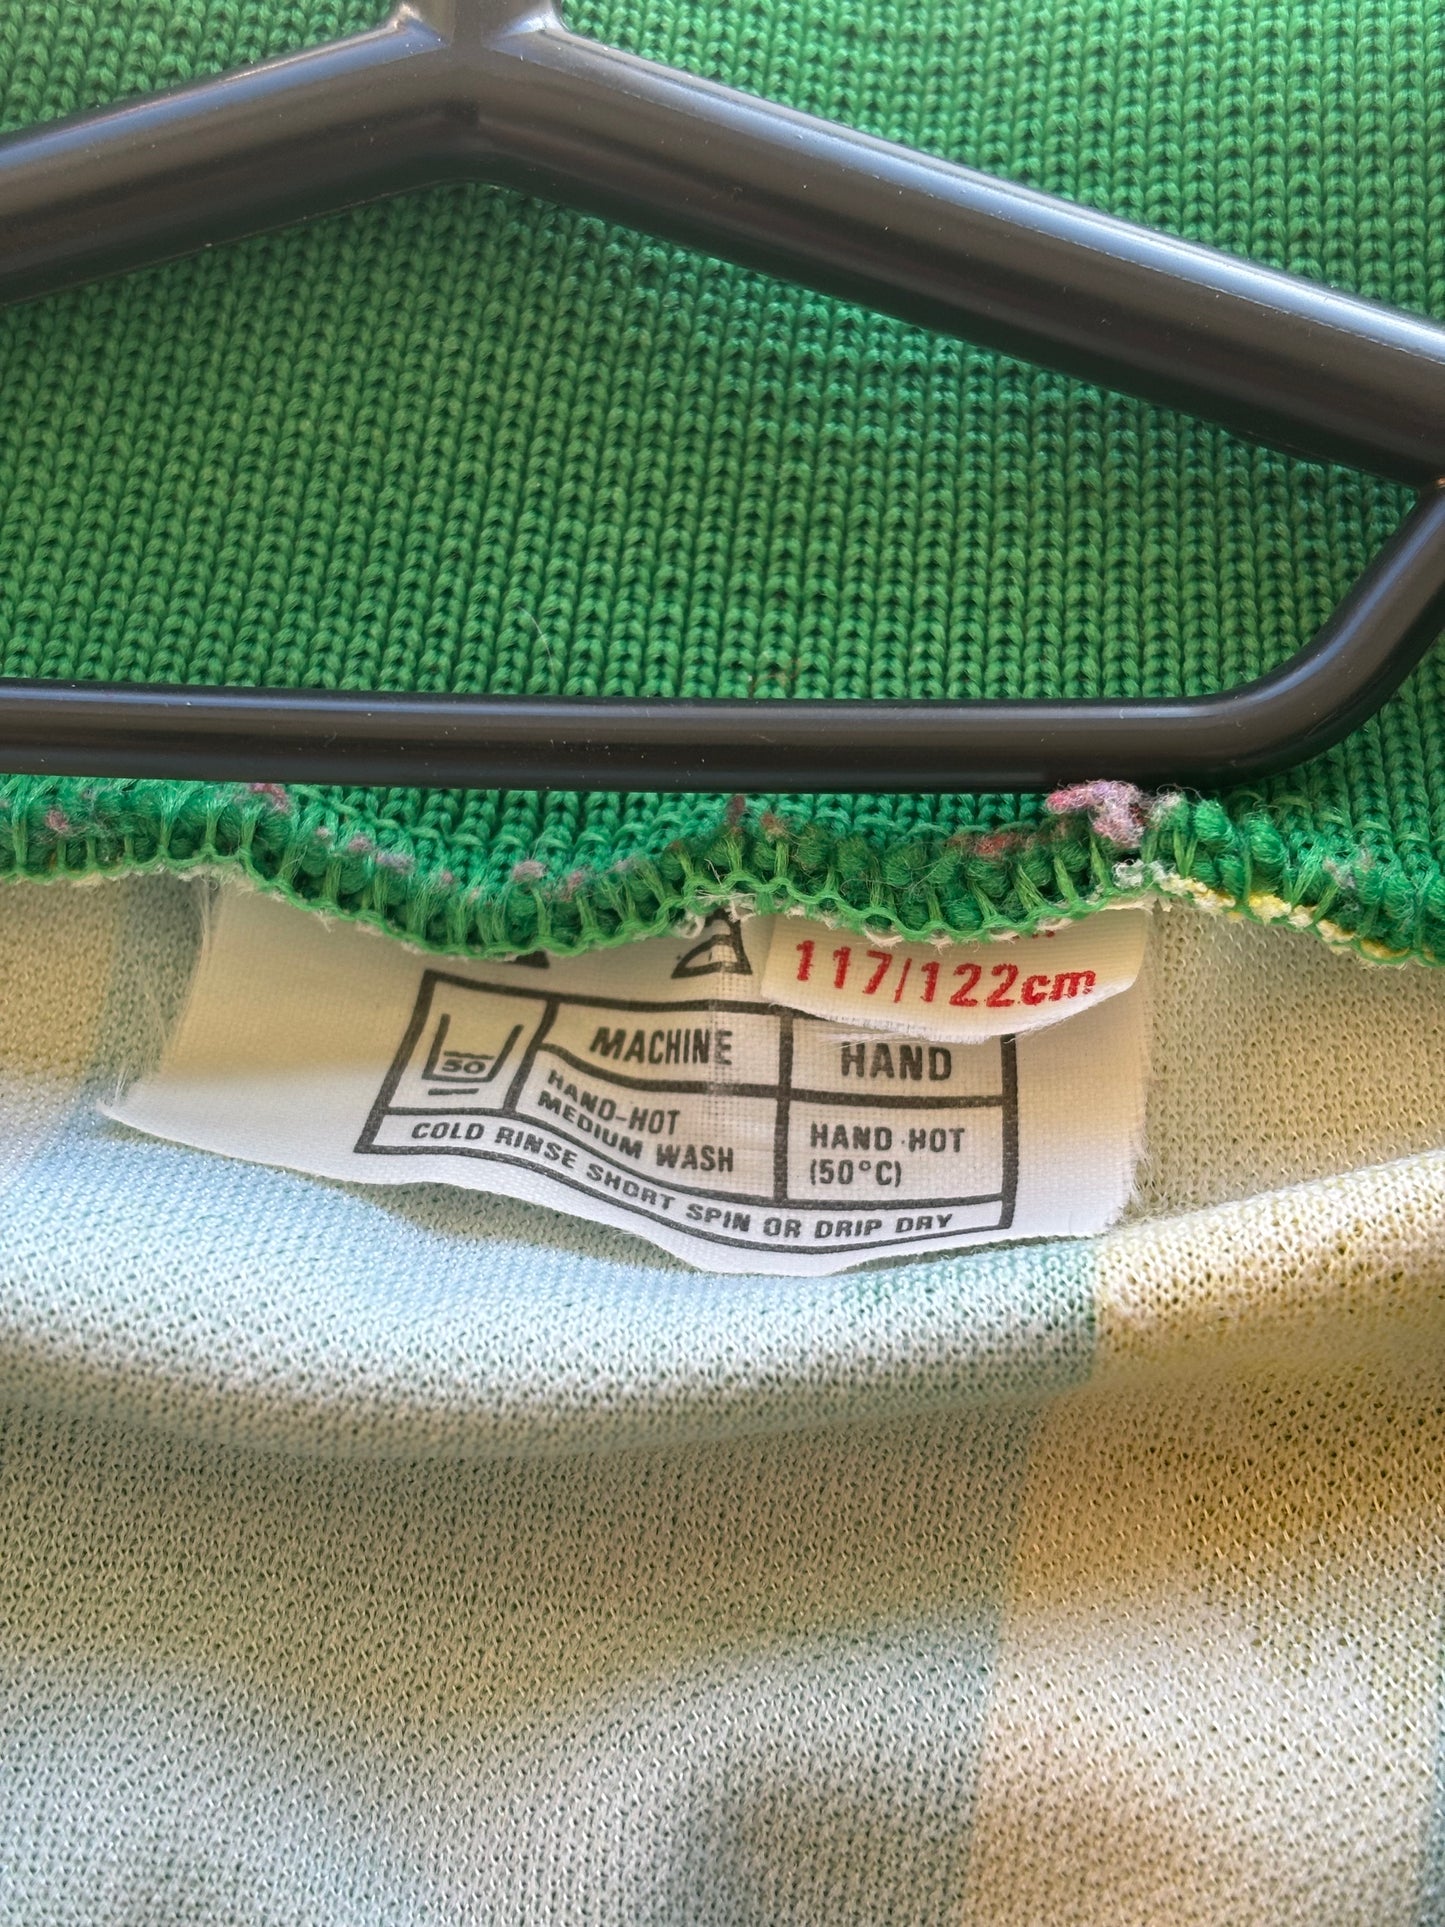 117/122cm
50
MACHINE
HAND
HAND-HOT
MEDIUM WASH
HAND HOT
(50°C)
COLD RINSE SHORT SPIN OR DRIP DRY